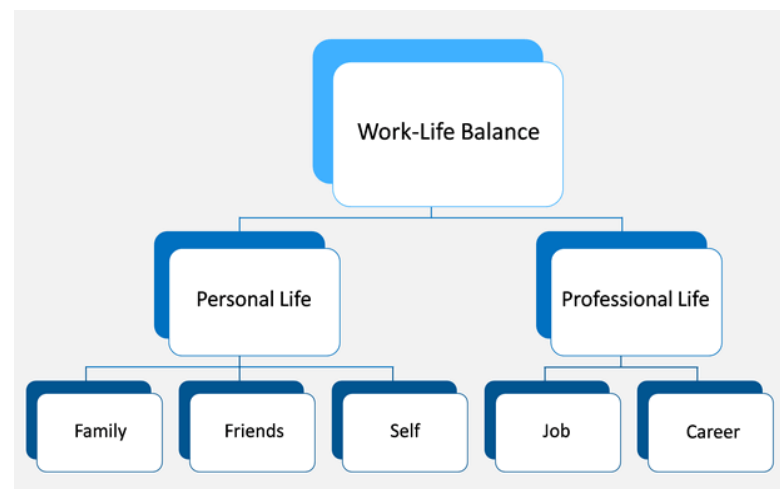 Work-Life Balance
Personal Life
Professional Life
Family
Friends
Self
Job
Career